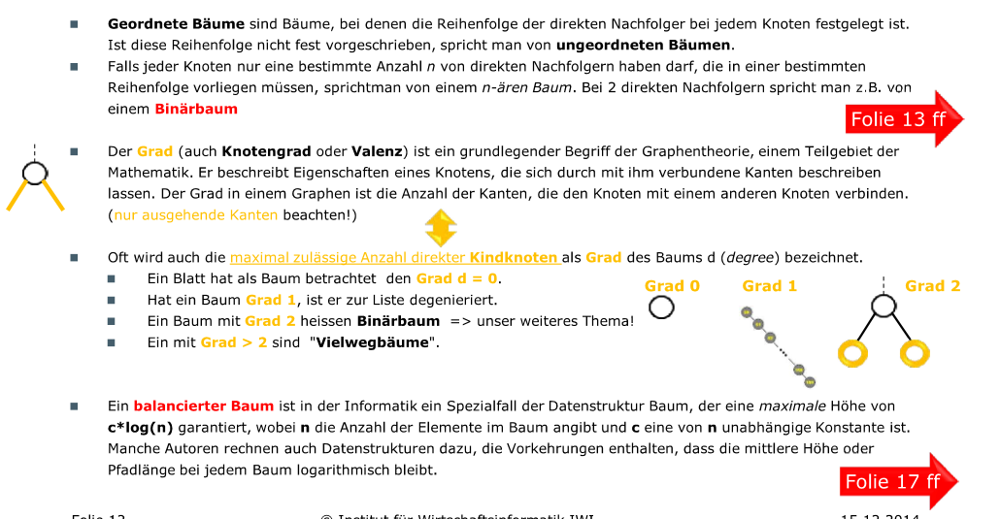 Geordnete Bäume sind Bäume, bei denen die Reihenfolge der direkten Nachfolger bei jedem Knoten festgelegt ist.
Ist diese Reihenfolge nicht fest vorgeschrieben, spricht man von ungeordneten Bäumen.
Falls jeder Knoten nur eine bestimmte Anzahl n von direkten Nachfolgern haben darf, die in einer bestimmten
Reihenfolge vorliegen müssen, sprichtman von einem n-ären Baum. Bei 2 direkten Nachfolgern spricht man z.B. von
einem Binärbaum
Folie 13 ff
Der Grad (auch Knotengrad oder Valenz) ist ein grundlegender Begriff der Graphentheorie, einem Teilgebiet der
Mathematik. Er beschreibt Eigenschaften eines Knotens, die sich durch mit ihm verbundene Kanten beschreiben
lassen. Der Grad in einem Graphen ist die Anzahl der Kanten, die den Knoten mit einem anderen Knoten verbinden.
(nur ausgehende Kanten beachten!)
Oft wird auch die maximal zulässige Anzahl direkter Kindknoten als Grad des Baums d (degree) bezeichnet.
Ein Blatt hat als Baum betrachtet den Grad d = 0.
Hat ein Baum Grad 1, ist er zur Liste degenieriert.
Ein Baum mit Grad 2 heissen Binärbaum => unser weiteres Thema!
Ein mit Grad > 2 sind "Vielwegbäume".
Grad 0
Grad 1
Grad 2
Ein balancierter Baum ist in der Informatik ein Spezialfall der Datenstruktur Baum, der eine maximale Höhe von
c*log(n) garantiert, wobei n die Anzahl der Elemente im Baum angibt und c eine von n unabhängige Konstante ist.
Manche Autoren rechnen auch Datenstrukturen dazu, die Vorkehrungen enthalten, dass die mittlere Höhe oder
Pfadlänge bei jedem Baum logarithmisch bleibt.
Folie 17 ff
Folie 12 © Institut für Wirtschaftsinformatik IWI 15.12.2014